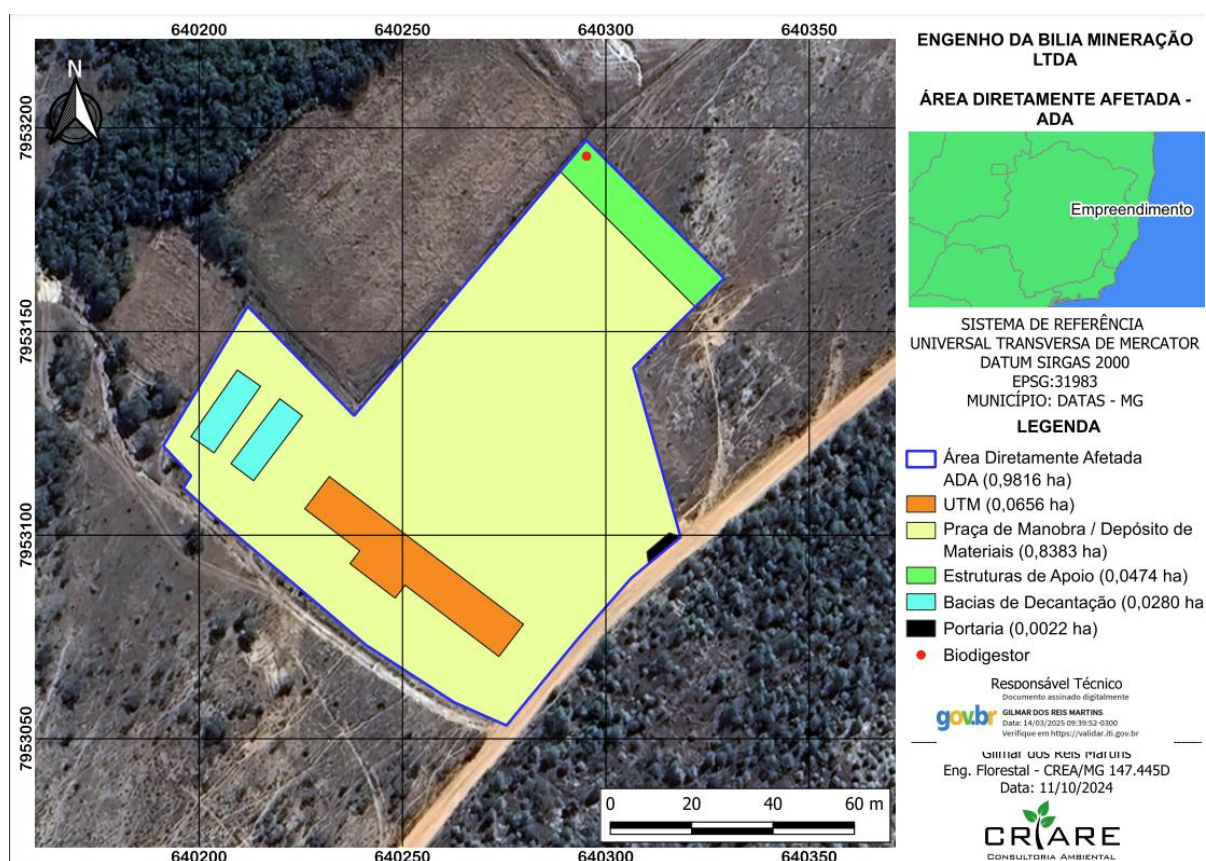 640200 640250 640300 640350
N
7953200
7953150
7953100
7953050
0 20 40 60 m
640200 640250 640300 640350
ENGENHO DA BILIA MINERAÇÃO
LTDA
ÁREA DIRETAMENTE AFETADA -
ADA
Empreendimento
SISTEMA DE REFERÊNCIA
UNIVERSAL TRANSVERSA DE MERCATOR
DATUM SIRGAS 2000
EPSG:31983
MUNICÍPIO: DATAS - MG
LEGENDA
Área Diretamente Afetada
ADA (0,9816 ha)
UTM (0,0656 ha)
Praça de Manobra / Depósito de
Materiais (0,8383 ha)
Estruturas de Apoio (0,0474 ha)
Bacias de Decantação (0,0280 ha
Portaria (0,0022 ha)
Biodigestor
Responsável Técnico
Documento assinado digitalmente
gov.br
GILMAR DOS REIS MARTINS
Data: 14/03/2025 09:39:52-0300
Verifique em https://validar.iti.gov.br
Gilmar dos Reis Martins
Eng. Florestal - CREA/MG 147.445D
Data: 11/10/2024
CRIARE
CONSULTORIA AMBIENTAL